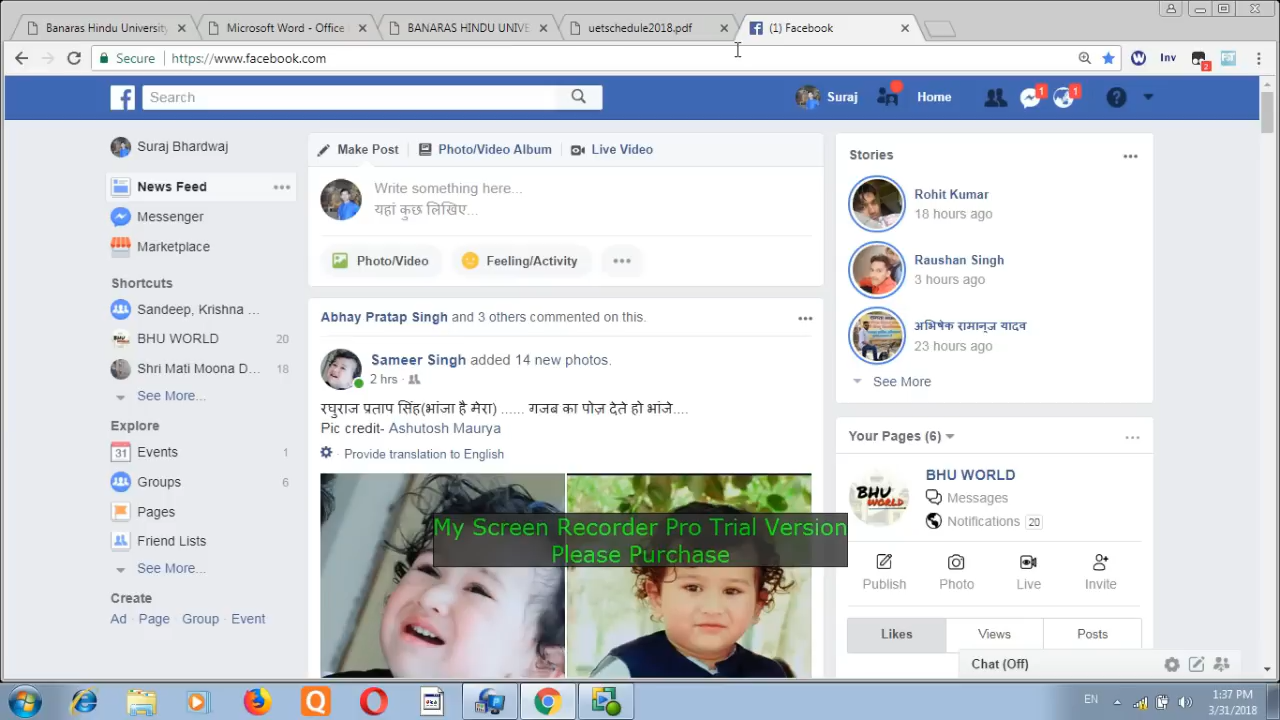 Banaras Hindu University
Microsoft Word - Office
BANARAS HINDU UNIVE
uetschedule2018.pdf
(1) Facebook
Secure
https://www.facebook.com
Inv
2
Search
Suraj
Home
1
1
Suraj Bhardwaj
News Feed
Messenger
Marketplace
Shortcuts
Sandeep, Krishna ...
BHU WORLD 20
Shri Mati Moona D... 18
See More...
Explore
31 Events 1
Groups 6
Pages
Friend Lists
See More...
Create
Ad · Page · Group · Event
Make Post
Photo/Video Album
Live Video
Write something here...
यहां कुछ लिखिए...
Photo/Video
Feeling/Activity
Abhay Pratap Singh and 3 others commented on this.
Sameer Singh added 14 new photos.
2 hrs ·
रघुराज प्रताप सिंह(भांजा है मेरा) ...... गजब का पोज़ देते हो भांजे....
Pic credit- Ashutosh Maurya
Provide translation to English
My Screen Recorder Pro Trial Version
Please Purchase
Stories
Rohit Kumar
18 hours ago
Raushan Singh
3 hours ago
अभिषेक रामानुज यादव
23 hours ago
See More
Your Pages (6)
BHU WORLD
BHU WORLD
Messages
Notifications 20
Publish
Photo
Live
Invite
Likes
Views
Posts
Chat (Off)
EN
1:37 PM
3/31/2018